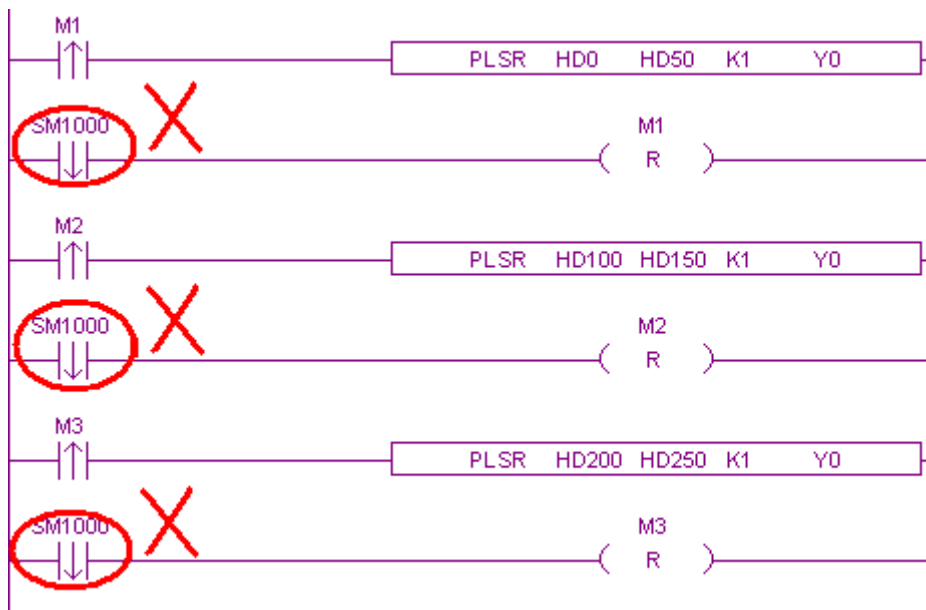 M1
PLSR HD0 HD50 K1 Y0
SM1000
M1
R
M2
PLSR HD100 HD150 K1 Y0
SM1000
M2
R
M3
PLSR HD200 HD250 K1 Y0
SM1000
M3
R